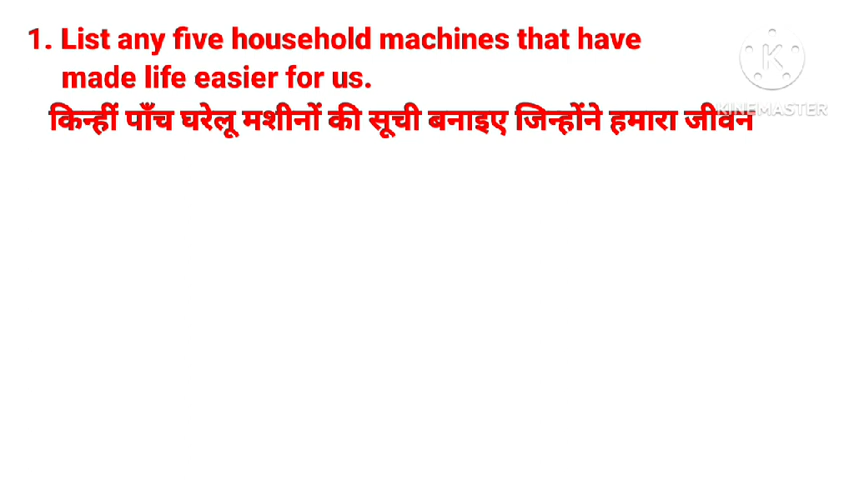 1. List any five household machines that have
made life easier for us.
किन्हीं पाँच घरेलू मशीनों की सूची बनाइए जिन्होंने हमारा जीवन
K
KINEMASTER